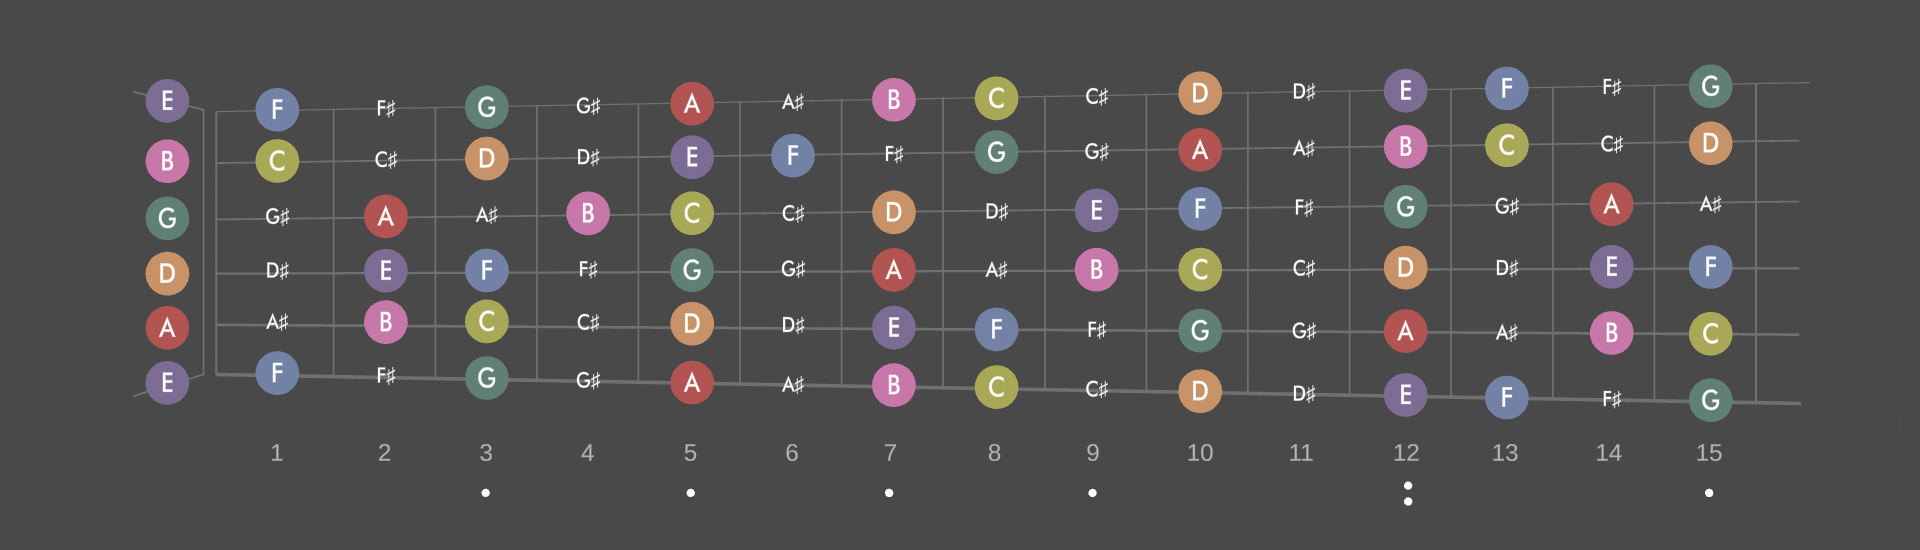 E F F♯ G G♯ A A♯ B C C♯ D D♯ E F F♯ G
B C C♯ D D♯ E F F♯ G G♯ A A♯ B C C♯ D
G G♯ A A♯ B C C♯ D D♯ E F F♯ G G♯ A A♯
D D♯ E F F♯ G G♯ A A♯ B C C♯ D D♯ E F
A A♯ B C C♯ D D♯ E F F♯ G G♯ A A♯ B C
E F F♯ G G♯ A A♯ B C C♯ D D♯ E F F♯ G
1 2 3 4 5 6 7 8 9 10 11 12 13 14 15